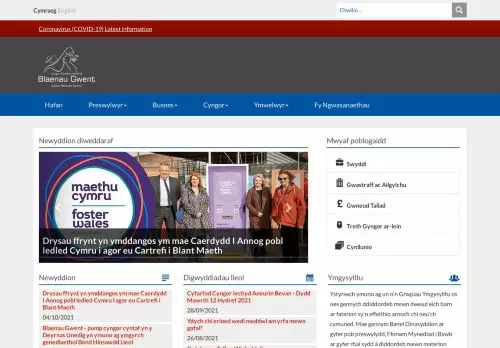 Cymraeg English
Chwilio ...
Coronavirus (COVID-19) Latest information
Blaenau Gwent
Hafan Preswylwyr Busnes Cyngor Ymwelwyr Fy Ngwasanaethau
Newyddion diweddaraf
maethu
cymru
foster
wales
Drysau ffrynt yn ymddangos ym mae Caerdydd I Annog pobl
ledled Cymru i agor eu Cartrefi i Blant Maeth
Mwyaf poblogaidd
Swyddi
Gwastraff ac Ailgylchu
Gwneud Taliad
Treth Gyngor ar-lein
Cynllunio
Newyddion
Drysau ffrynt yn ymddangos ym mae Caerdydd
I Annog pobl ledled Cymru i agor eu Cartrefi i
Blant Maeth
04/10/2021
Blaenau Gwent – pump cyngor cyntaf yn y
Deyrnas Unedig yn ymuno ag ymgyrch
genedlaethol Bond Hinsawdd Lleol
Digwyddiadau lleol
Cyfarfod Cyngor Iechyd Aneurin Bevan - Dydd
Mawrth 12 Hydref 2021
28/09/2021
Ydych chi erioed wedi meddwl am yrfa mewn
gofal?
26/08/2021
Ymgysylltu
Ystyriwch ymuno ag un o'n Grwpiau Ymgysylltu os
oes gennych ddiddordeb mewn dweud eich barn
ar faterion sy'n effeithio arnoch chi neu'ch
cymuned. Mae gennym Banel Dinasyddion ar
gyfer pob preswylydd, Fforwm Mynediad i Bawb
ar gyfer rhai sydd â diddordeb mewn materion